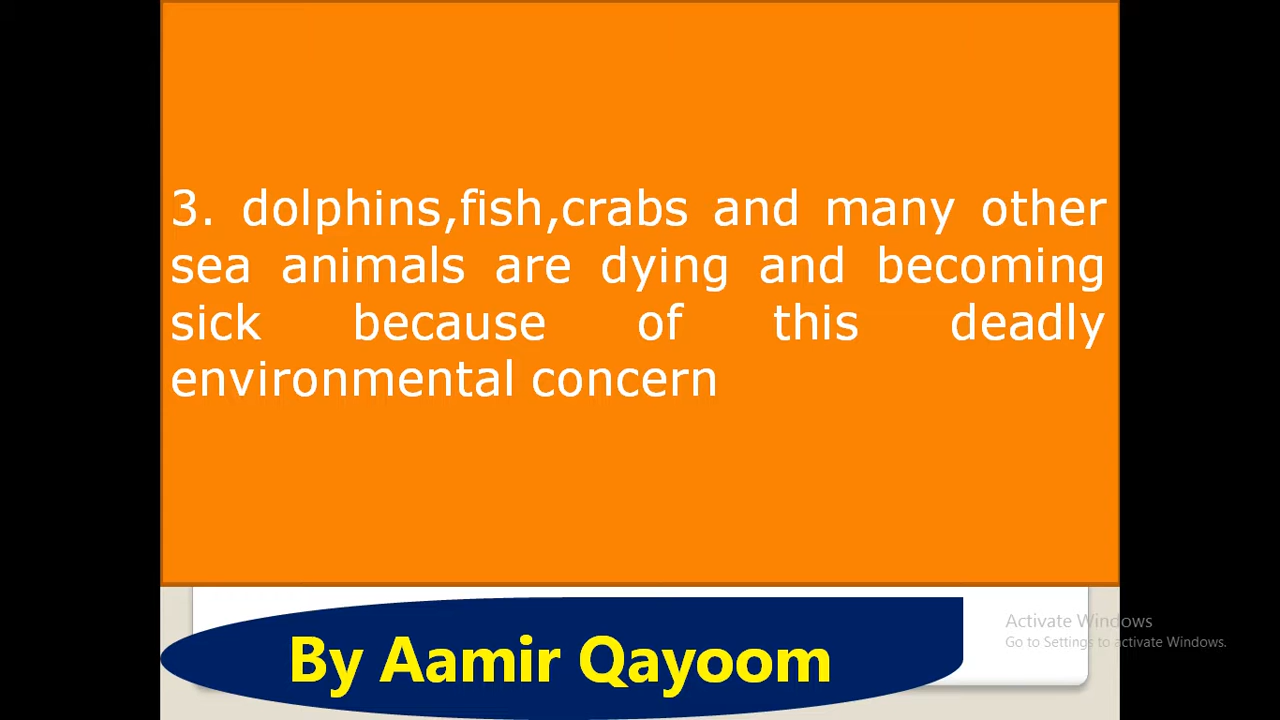 3. dolphins,fish,crabs and many other
sea animals are dying and becoming
sick because of this deadly
environmental concern
By Aamir Qayoom
Activate Windows
Go to Settings to activate Windows.